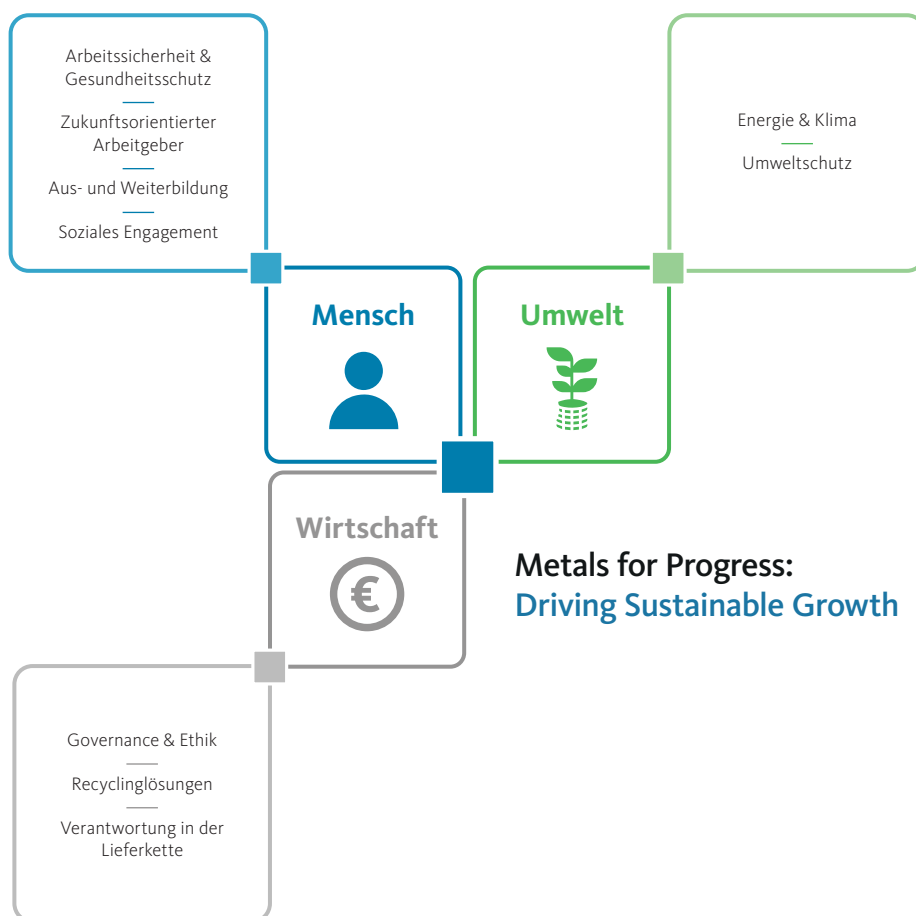 Arbeitssicherheit &
Gesundheitsschutz
Zukunftsorientierter
Arbeitgeber
Aus- und Weiterbildung
Soziales Engagement
Energie & Klima
Umweltschutz
Mensch
Umwelt
Wirtschaft
€
Metals for Progress:
Driving Sustainable Growth
Governance & Ethik
Recyclinglösungen
Verantwortung in der
Lieferkette